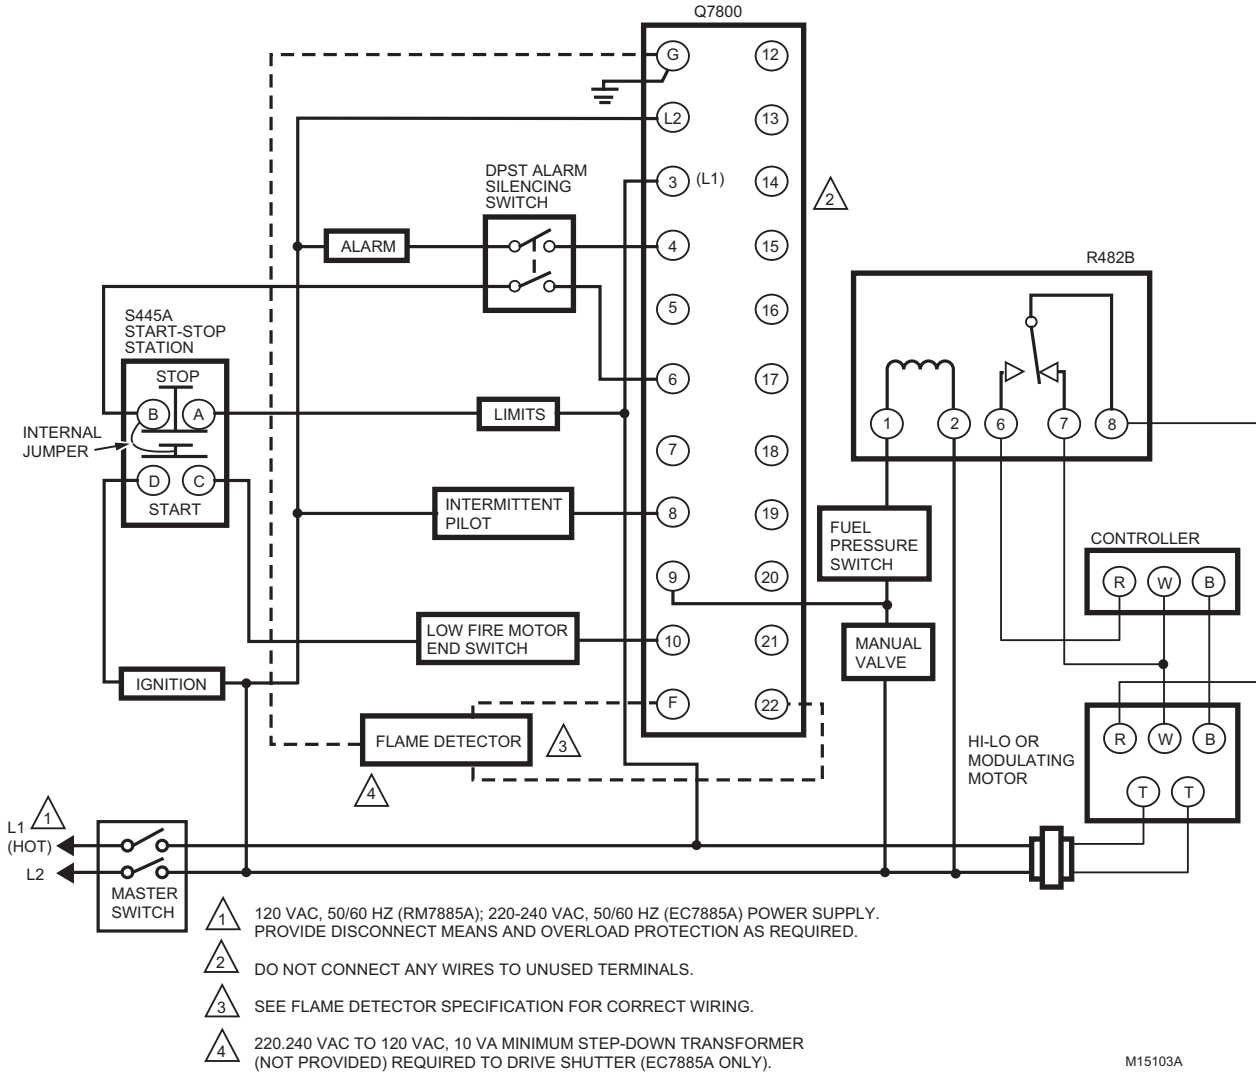 Q7800
G
12
L2
13
3 (L1)
14
2
DPST ALARM
SILENCING
SWITCH
ALARM
4
15
R482B
5
16
S445A
START-STOP
STATION
STOP
6
17
B
A
LIMITS
1
2
6
7
8
INTERNAL
JUMPER
7
18
D
C
START
INTERMITTENT
PILOT
8
19
FUEL
PRESSURE
SWITCH
CONTROLLER
R
W
B
9
20
LOW FIRE MOTOR
END SWITCH
10
21
MANUAL
VALVE
IGNITION
F
22
FLAME DETECTOR
3
4
HI-LO OR
MODULATING
MOTOR
R
W
B
T
T
L1
(HOT)
1
L2
MASTER
SWITCH
1 120 VAC, 50/60 HZ (RM7885A); 220-240 VAC, 50/60 HZ (EC7885A) POWER SUPPLY.
PROVIDE DISCONNECT MEANS AND OVERLOAD PROTECTION AS REQUIRED.
2 DO NOT CONNECT ANY WIRES TO UNUSED TERMINALS.
3 SEE FLAME DETECTOR SPECIFICATION FOR CORRECT WIRING.
4 220.240 VAC TO 120 VAC, 10 VA MINIMUM STEP-DOWN TRANSFORMER
(NOT PROVIDED) REQUIRED TO DRIVE SHUTTER (EC7885A ONLY).
M15103A